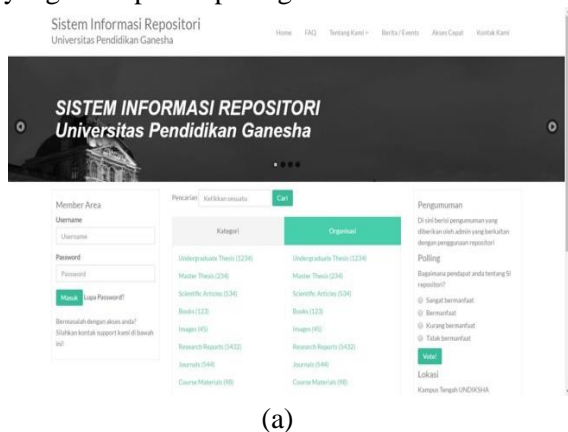 Sistem Informasi Repositori
Universitas Pendidikan Ganesha
Home FAQ Tentang Kami Berita / Events Akses Cepat Kontak Kami
SISTEM INFORMASI REPOSITORI
Universitas Pendidikan Ganesha
Member Area
Username
Username
Password
Password
Masuk Lupa Password?
Bermasalah dengan akses anda?
Silahkan kontak support kami di bawah
ini!
Pencarian Ketikkan sesuatu Cari
Kategori Organisasi
Undergraduate Thesis (1234) Undergraduate Thesis (1234)
Master Thesis (234) Master Thesis (234)
Scientific Articles (534) Scientific Articles (534)
Books (123) Books (123)
Images (45) Images (45)
Research Reports (5432) Research Reports (5432)
Journals (544) Journals (544)
Course Materials (98) Course Materials (98)
Pengumuman
Di sini berisi pengumuman yang
diberikan oleh admin yang berkaitan
dengan penggunaan repositori
Polling
Bagaimana pendapat anda tentang SI
repositori?
Sangat bermanfaat
Bermanfaat
Kurang bermanfaat
Tidak bermanfaat
Vote!
Lokasi
Kampus Tengah UNDIKSHA
(a)